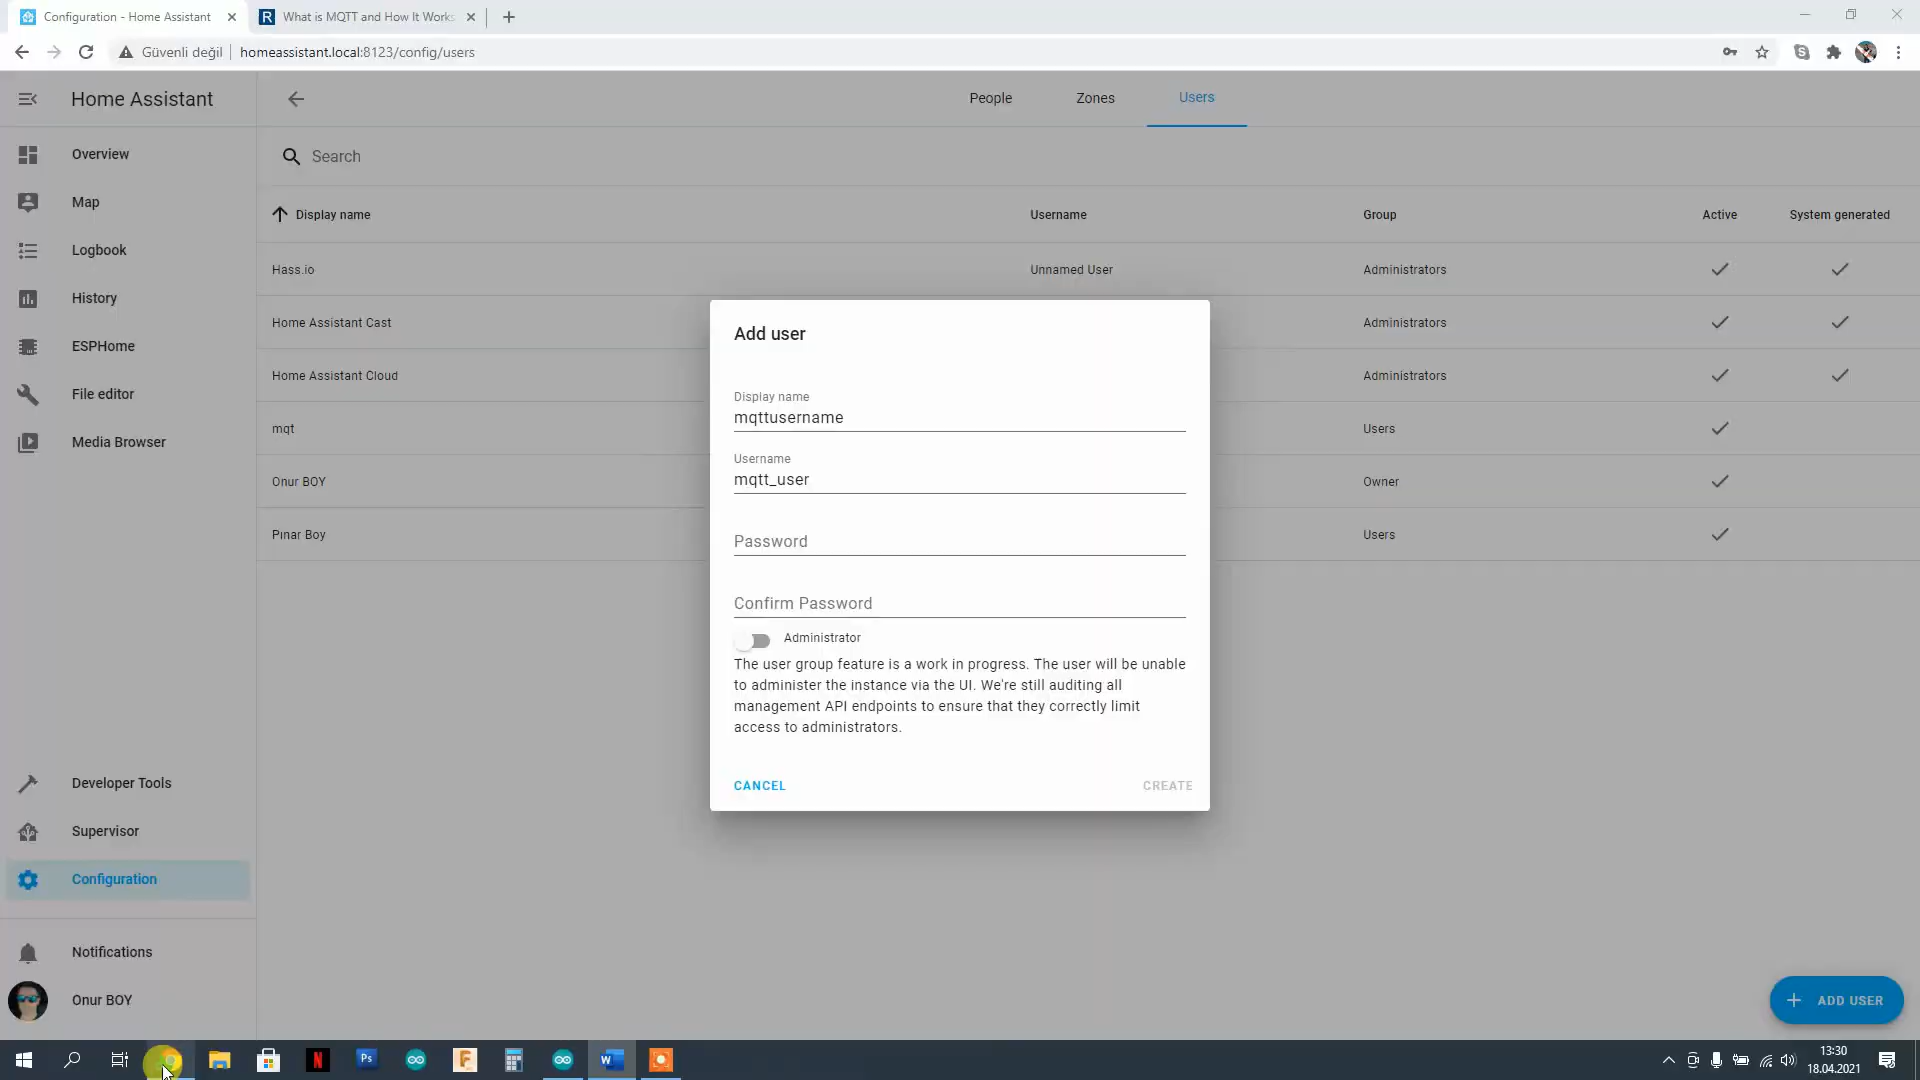 Configuration - Home Assistant
What is MQTT and How It Works
Güvenli değil
homeassistant.local:8123/config/users
Home Assistant
People
Zones
Users
Overview
Map
Logbook
History
ESPHome
File editor
Media Browser
Developer Tools
Supervisor
Configuration
Notifications
Onur BOY
Search
Display name
Username
Group
Active
System generated
Hass.io
Unnamed User
Administrators
Home Assistant Cast
Administrators
Home Assistant Cloud
Administrators
mqt
Users
Onur BOY
Owner
Pınar Boy
Users
Add user
Display name
mqttusername
Username
mqtt_user
Password
Confirm Password
Administrator
The user group feature is a work in progress. The user will be unable
to administer the instance via the UI. We're still auditing all
management API endpoints to ensure that they correctly limit
access to administrators.
CANCEL
CREATE
ADD USER
13:30
18.04.2021